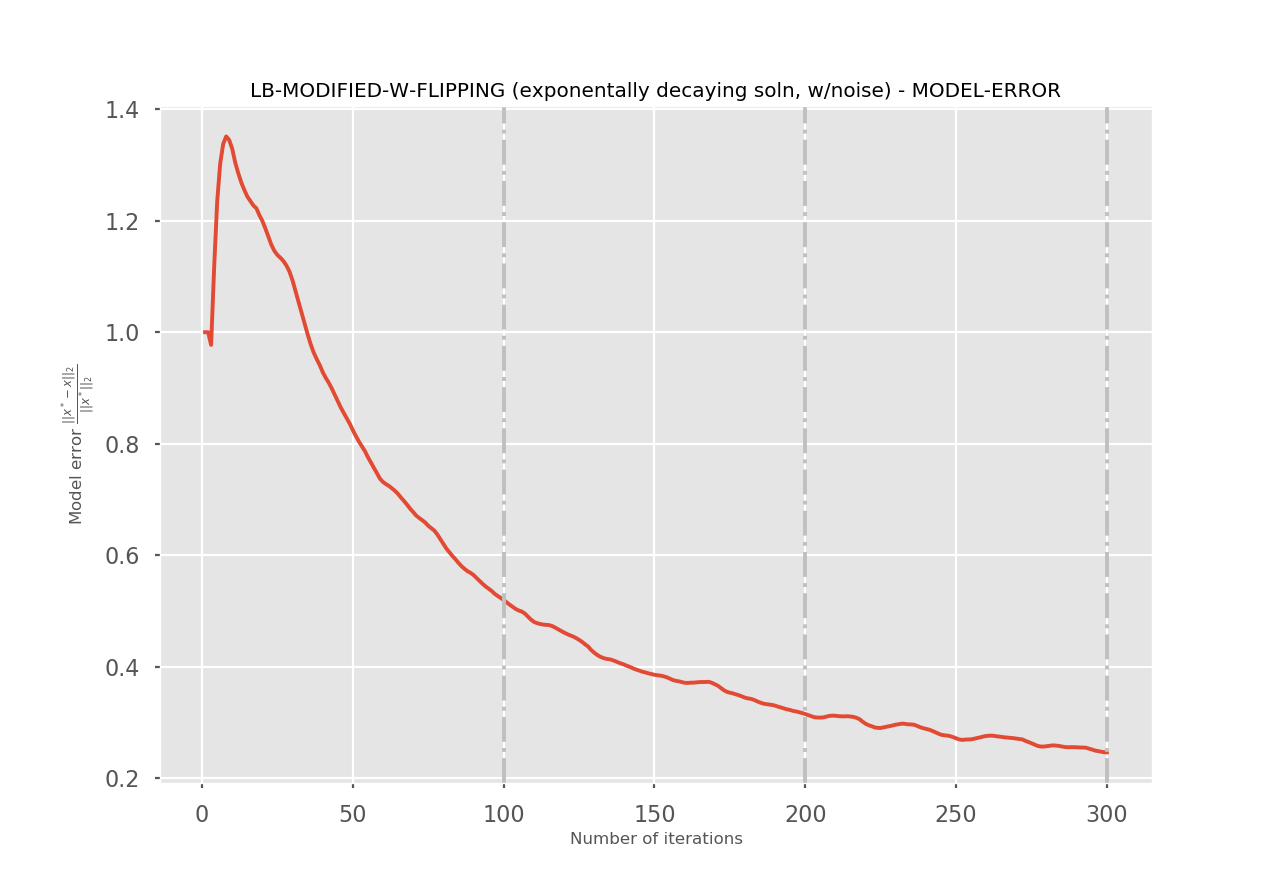 LB-MODIFIED-W-FLIPPING (exponentially decaying soln, w/noise) - MODEL-ERROR
1.4
1.2
1.0
0.8
0.6
0.4
0.2
Model error ||x* − x||₂ / ||x*||₂
0 50 100 150 200 250 300
Number of iterations